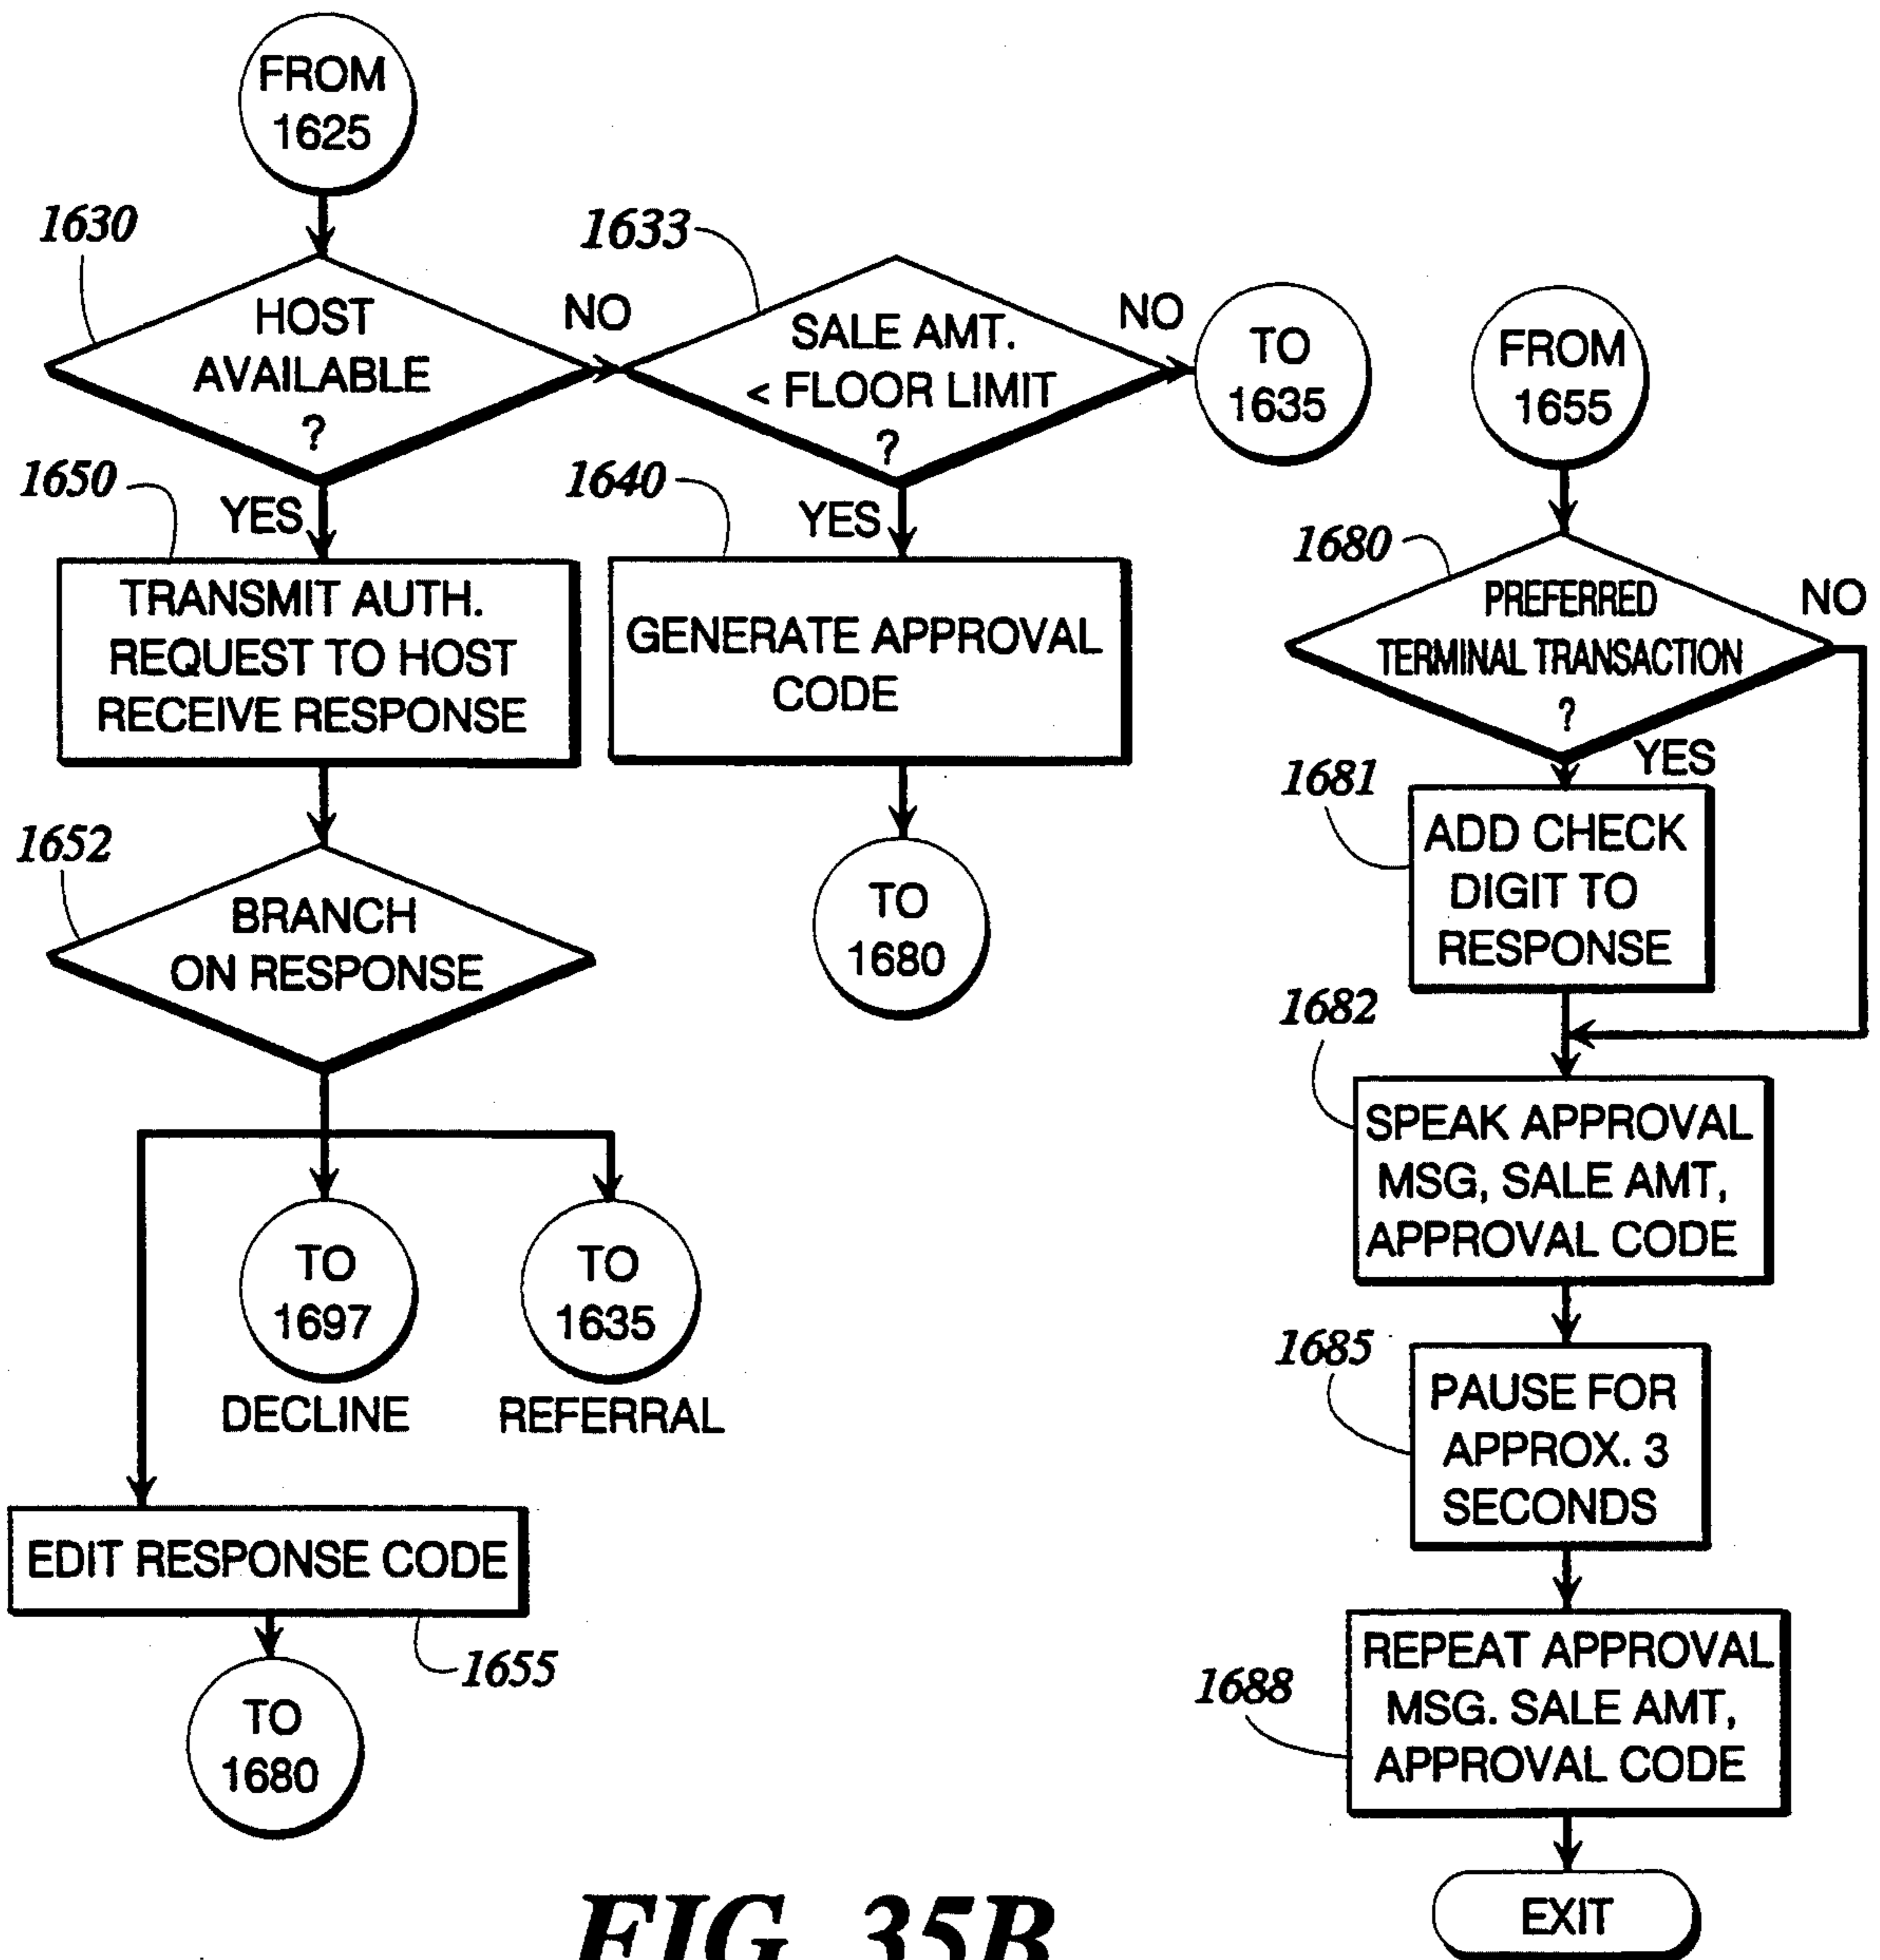 FROM
1625
1630
HOST
AVAILABLE
?
NO
YES
1633
SALE AMT.
< FLOOR LIMIT
?
NO
YES
TO
1635
1650
TRANSMIT AUTH.
REQUEST TO HOST
RECEIVE RESPONSE
1640
GENERATE APPROVAL
CODE
TO
1680
1652
BRANCH
ON RESPONSE
TO
1697
DECLINE
TO
1635
REFERRAL
EDIT RESPONSE CODE
1655
TO
1680
FROM
1655
1680
PREFERRED
TERMINAL TRANSACTION
?
NO
YES
1681
ADD CHECK
DIGIT TO
RESPONSE
1682
SPEAK APPROVAL
MSG, SALE AMT,
APPROVAL CODE
1685
PAUSE FOR
APPROX. 3
SECONDS
1688
REPEAT APPROVAL
MSG. SALE AMT,
APPROVAL CODE
EXIT
FIG. 35B